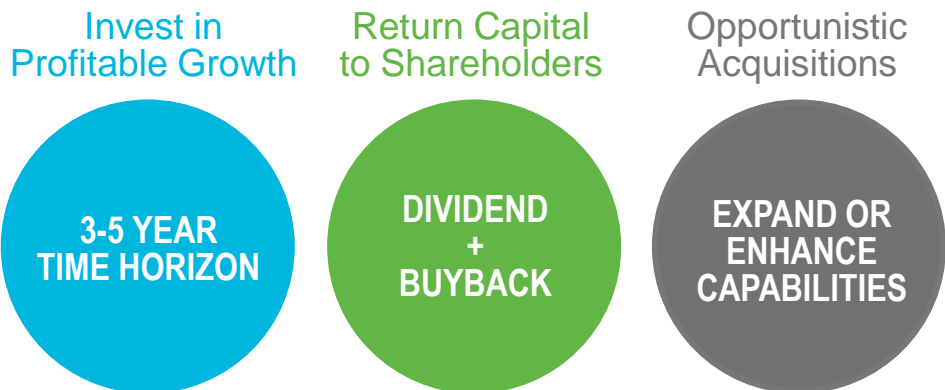 Invest in
Profitable Growth
3-5 YEAR
TIME HORIZON
Return Capital
to Shareholders
DIVIDEND
+
BUYBACK
Opportunistic
Acquisitions
EXPAND OR
ENHANCE
CAPABILITIES